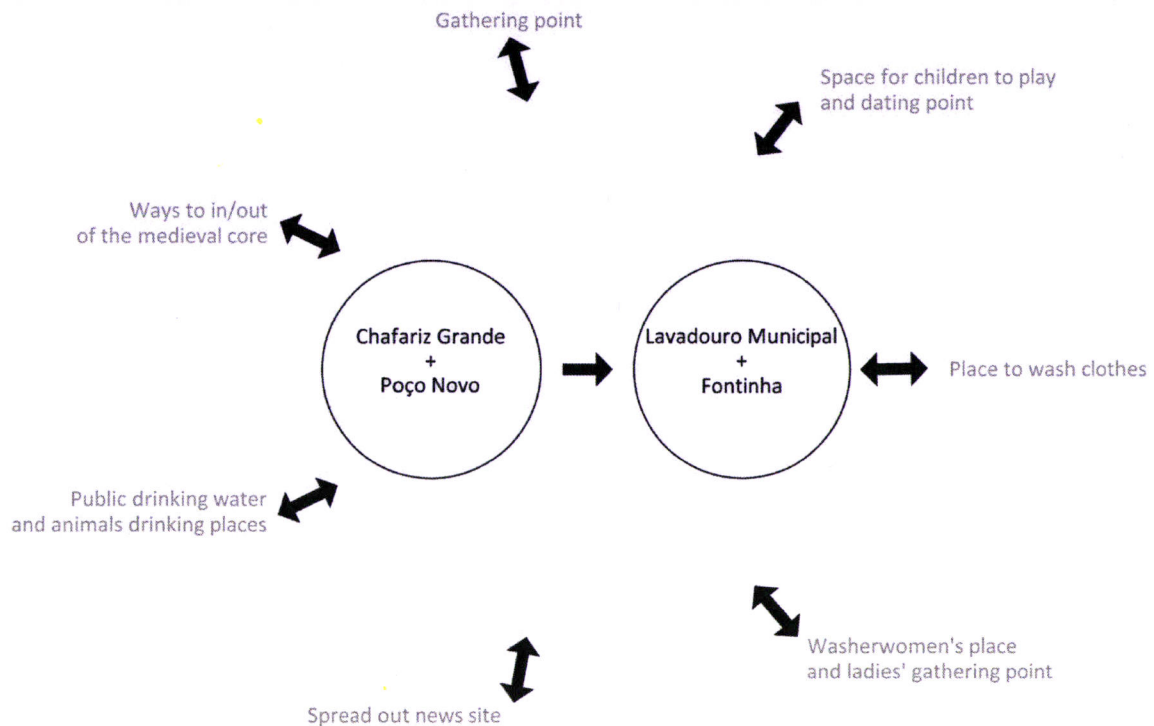 Gathering point
Space for children to play
and dating point
Ways to in/out
of the medieval core
Chafariz Grande
+
Poço Novo
Lavadouro Municipal
+
Fontinha
Place to wash clothes
Public drinking water
and animals drinking places
Washerwomen's place
and ladies' gathering point
Spread out news site